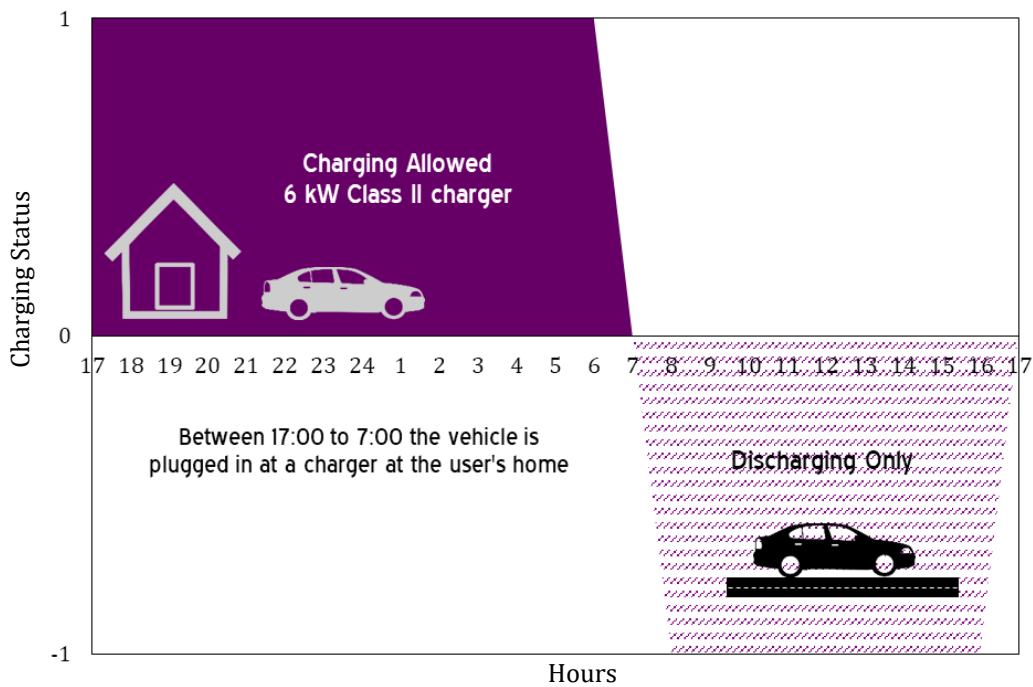 1
Charging Allowed
6 kW Class II charger
Charging Status
0
17 18 19 20 21 22 23 24 1 2 3 4 5 6 7 8 9 10 11 12 13 14 15 16 17
Between 17:00 to 7:00 the vehicle is
plugged in at a charger at the user's home
Discharging Only
-1
Hours